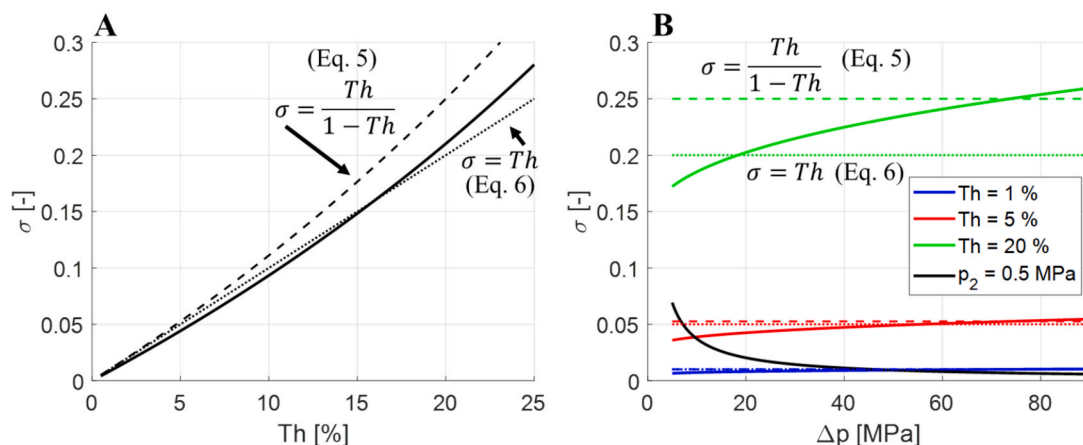 A
B
0.3
0.25
0.2
0.15
0.1
0.05
0
σ [-]
(Eq. 5)
σ = Th / 1 − Th
σ = Th
(Eq. 6)
0 5 10 15 20 25
Th [%]
0.3
0.25
0.2
0.15
0.1
0.05
0
σ [-]
σ = Th / 1 − Th (Eq. 5)
σ = Th (Eq. 6)
Th = 1 %
Th = 5 %
Th = 20 %
p₂ = 0.5 MPa
0 20 40 60 80
Δp [MPa]